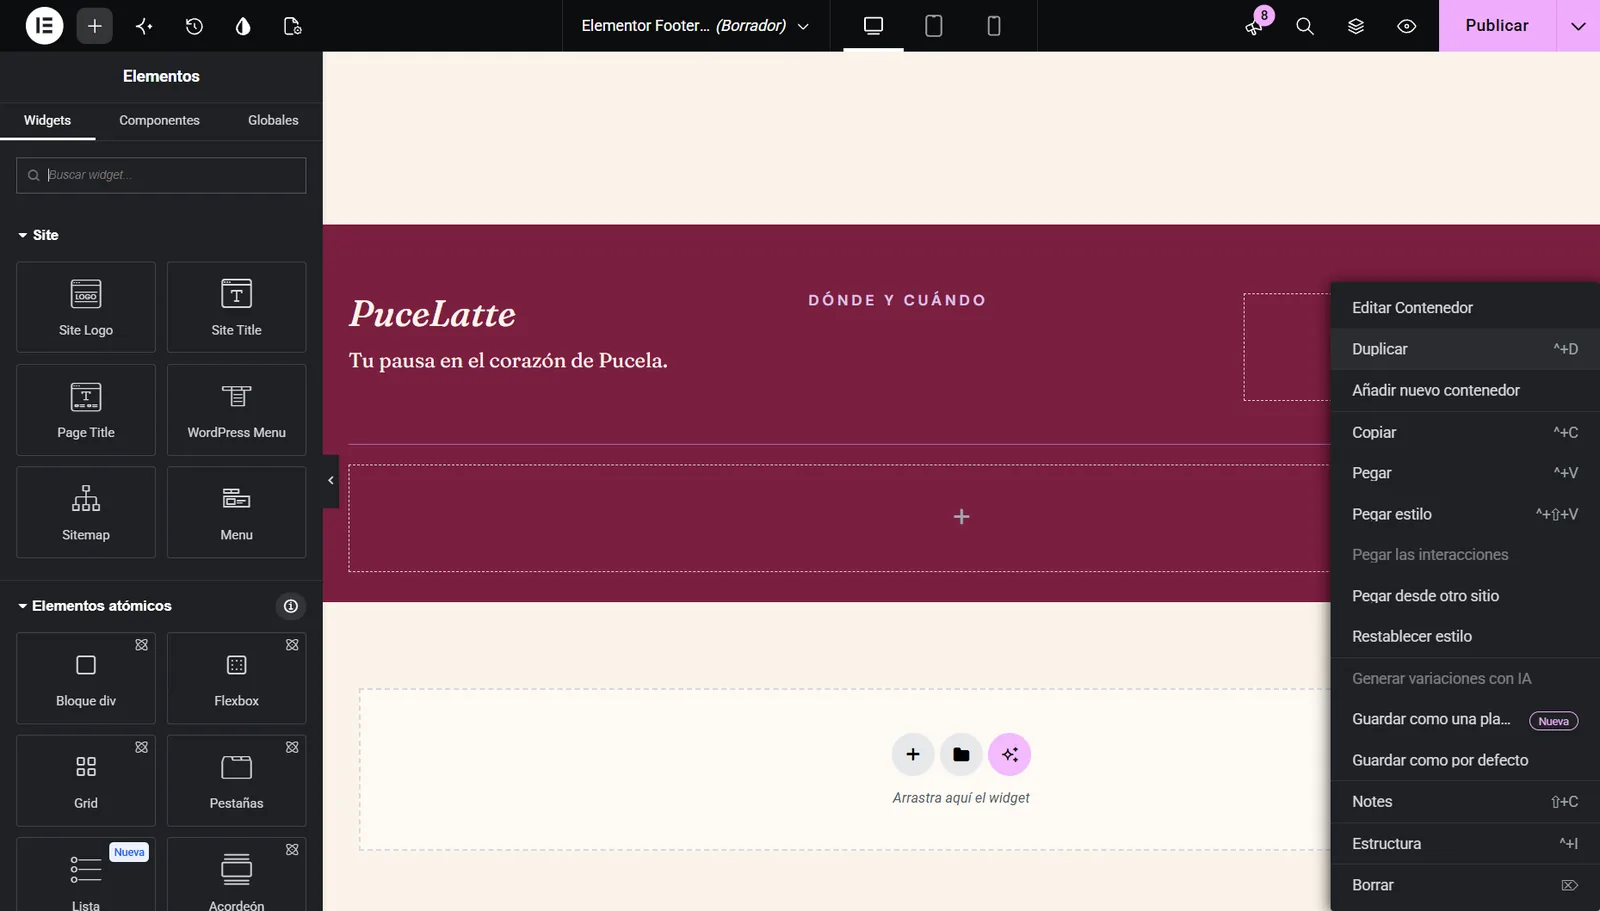 Elementor Footer... (Borrador)
8
Publicar
Elementos
Widgets
Componentes
Globales
Buscar widget...
Site
LOGO
Site Logo
Site Title
Page Title
WordPress Menu
Sitemap
Menu
Elementos atómicos
Bloque div
Flexbox
Grid
Pestañas
Nueva
Lista
Acordeón
PuceLatte
Tu pausa en el corazón de Pucela.
DÓNDE Y CUÁNDO
Arrastra aquí el widget
Editar Contenedor
Duplicar ^+D
Añadir nuevo contenedor
Copiar ^+C
Pegar ^+V
Pegar estilo ^+⇧+V
Pegar las interacciones
Pegar desde otro sitio
Restablecer estilo
Generar variaciones con IA
Guardar como una pla... Nueva
Guardar como por defecto
Notes ⇧+C
Estructura ^+I
Borrar ⌦